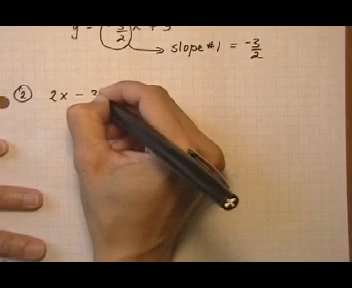 y = (-3/2)x + 3
slope #1 = -3/2
② 2x - 3